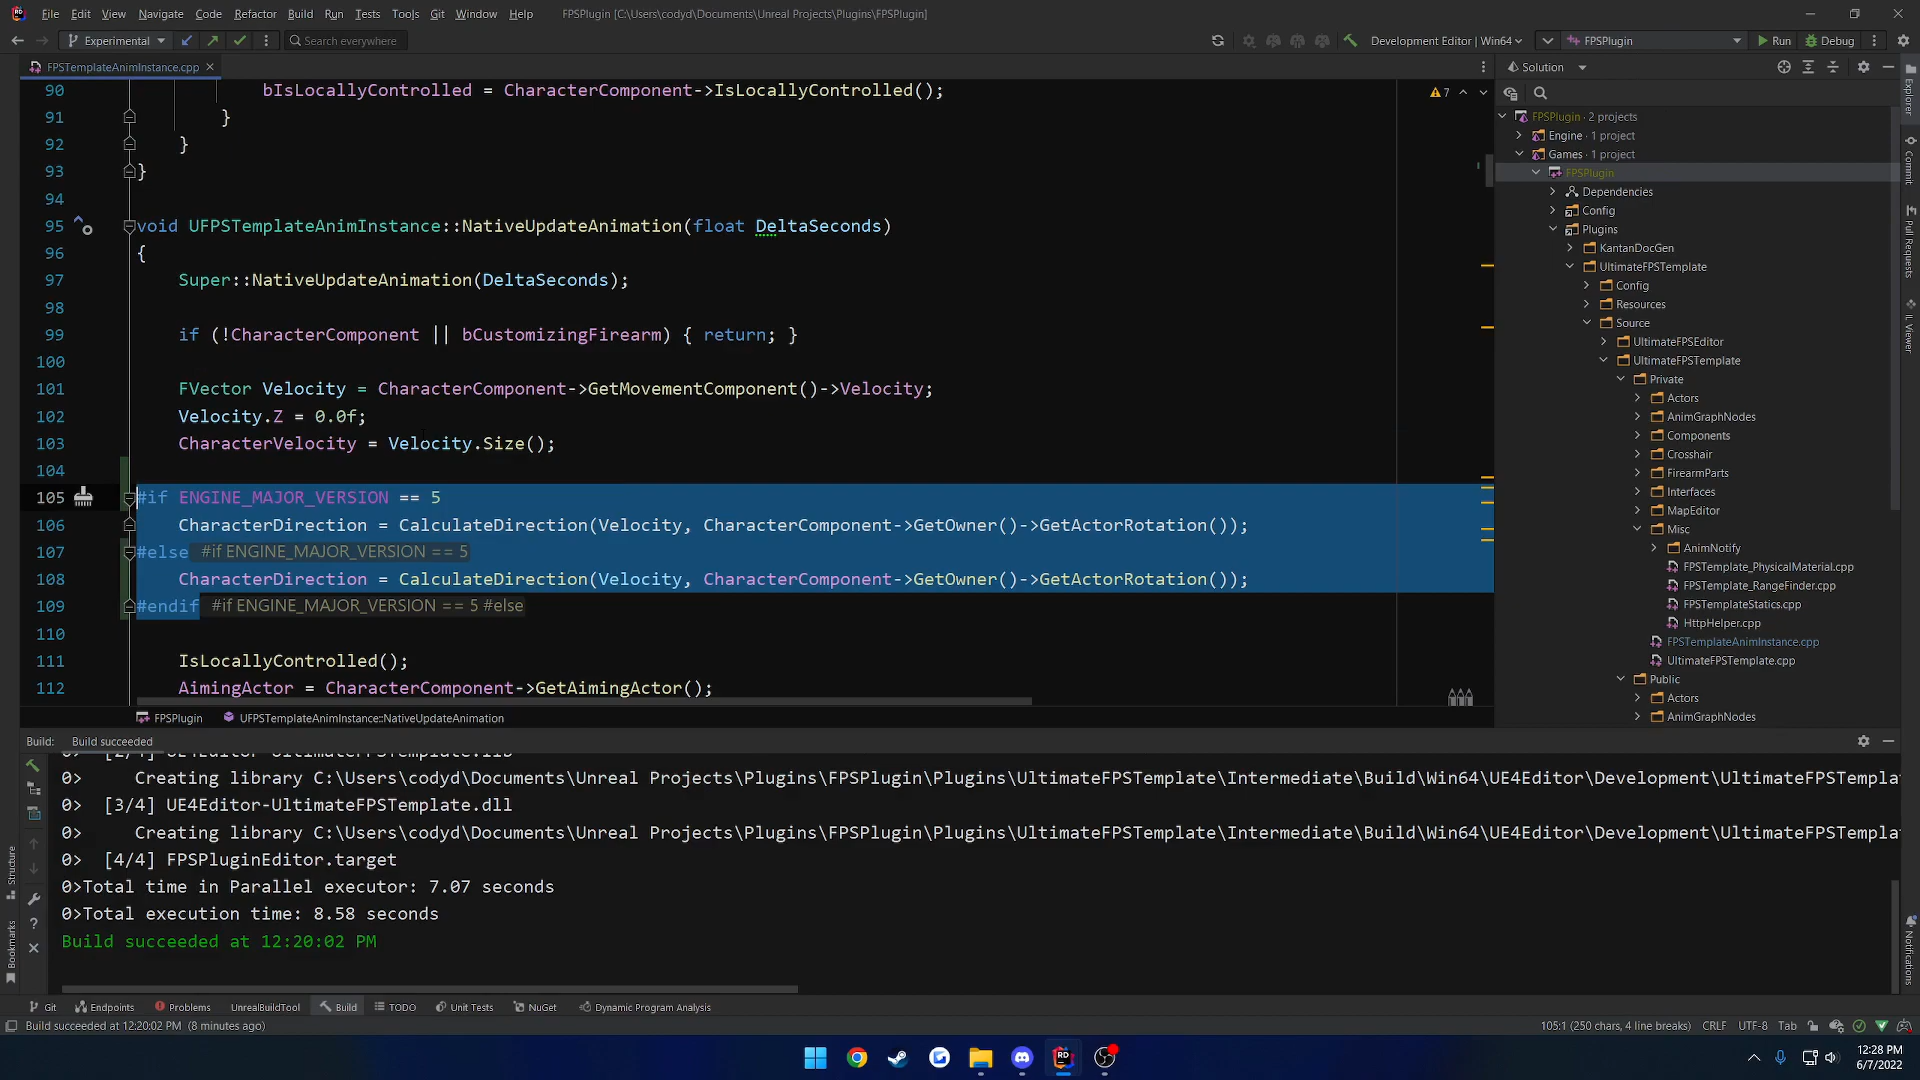 File Edit View Navigate Code Refactor Build Run Tests Tools Git Window Help FPSPlugin [C:\Users\codyd\Documents\Unreal Projects\Plugins\FPSPlugin]
Experimental Search everywhere Development Editor | Win64 FPSPlugin Run Debug
FPSTemplateAnimInstance.cpp
90 bIsLocallyControlled = CharacterComponent->IsLocallyControlled();
91 }
92 }
93 }
94
95 void UFPSTemplateAnimInstance::NativeUpdateAnimation(float DeltaSeconds)
96 {
97 Super::NativeUpdateAnimation(DeltaSeconds);
98
99 if (!CharacterComponent || bCustomizingFirearm) { return; }
100
101 FVector Velocity = CharacterComponent->GetMovementComponent()->Velocity;
102 Velocity.Z = 0.0f;
103 CharacterVelocity = Velocity.Size();
104
105 #if ENGINE_MAJOR_VERSION == 5
106 CharacterDirection = CalculateDirection(Velocity, CharacterComponent->GetOwner()->GetActorRotation());
107 #else #if ENGINE_MAJOR_VERSION == 5
108 CharacterDirection = CalculateDirection(Velocity, CharacterComponent->GetOwner()->GetActorRotation());
109 #endif #if ENGINE_MAJOR_VERSION == 5 #else
110
111 IsLocallyControlled();
112 AimingActor = CharacterComponent->GetAimingActor();
7
FPSPlugin UFPSTemplateAnimInstance::NativeUpdateAnimation
Solution
FPSPlugin · 2 projects
Engine · 1 project
Games · 1 project
FPSPlugin
Dependencies
Config
Plugins
KantanDocGen
UltimateFPSTemplate
Config
Resources
Source
UltimateFPSEditor
UltimateFPSTemplate
Private
Actors
AnimGraphNodes
Components
Crosshair
FirearmParts
Interfaces
MapEditor
Misc
AnimNotify
FPSTemplate_PhysicalMaterial.cpp
FPSTemplate_RangeFinder.cpp
FPSTemplateStatics.cpp
HttpHelper.cpp
FPSTemplateAnimInstance.cpp
UltimateFPSTemplate.cpp
Public
Actors
AnimGraphNodes
Explorer
Commit
Pull Requests
IL Viewer
Notifications
Structure
Bookmarks
Build: Build succeeded
0> Creating library C:\Users\codyd\Documents\Unreal Projects\Plugins\FPSPlugin\Plugins\UltimateFPSTemplate\Intermediate\Build\Win64\UE4Editor\Development\UltimateFPSTempla
0> [3/4] UE4Editor-UltimateFPSTemplate.dll
0> Creating library C:\Users\codyd\Documents\Unreal Projects\Plugins\FPSPlugin\Plugins\UltimateFPSTemplate\Intermediate\Build\Win64\UE4Editor\Development\UltimateFPSTempla
0> [4/4] FPSPluginEditor.target
0>Total time in Parallel executor: 7.07 seconds
0>Total execution time: 8.58 seconds
Build succeeded at 12:20:02 PM
Git Endpoints Problems UnrealBuildTool Build TODO Unit Tests NuGet Dynamic Program Analysis
Build succeeded at 12:20:02 PM (8 minutes ago) 105:1 (250 chars, 4 line breaks) CRLF UTF-8 Tab
12:28 PM
6/7/2022